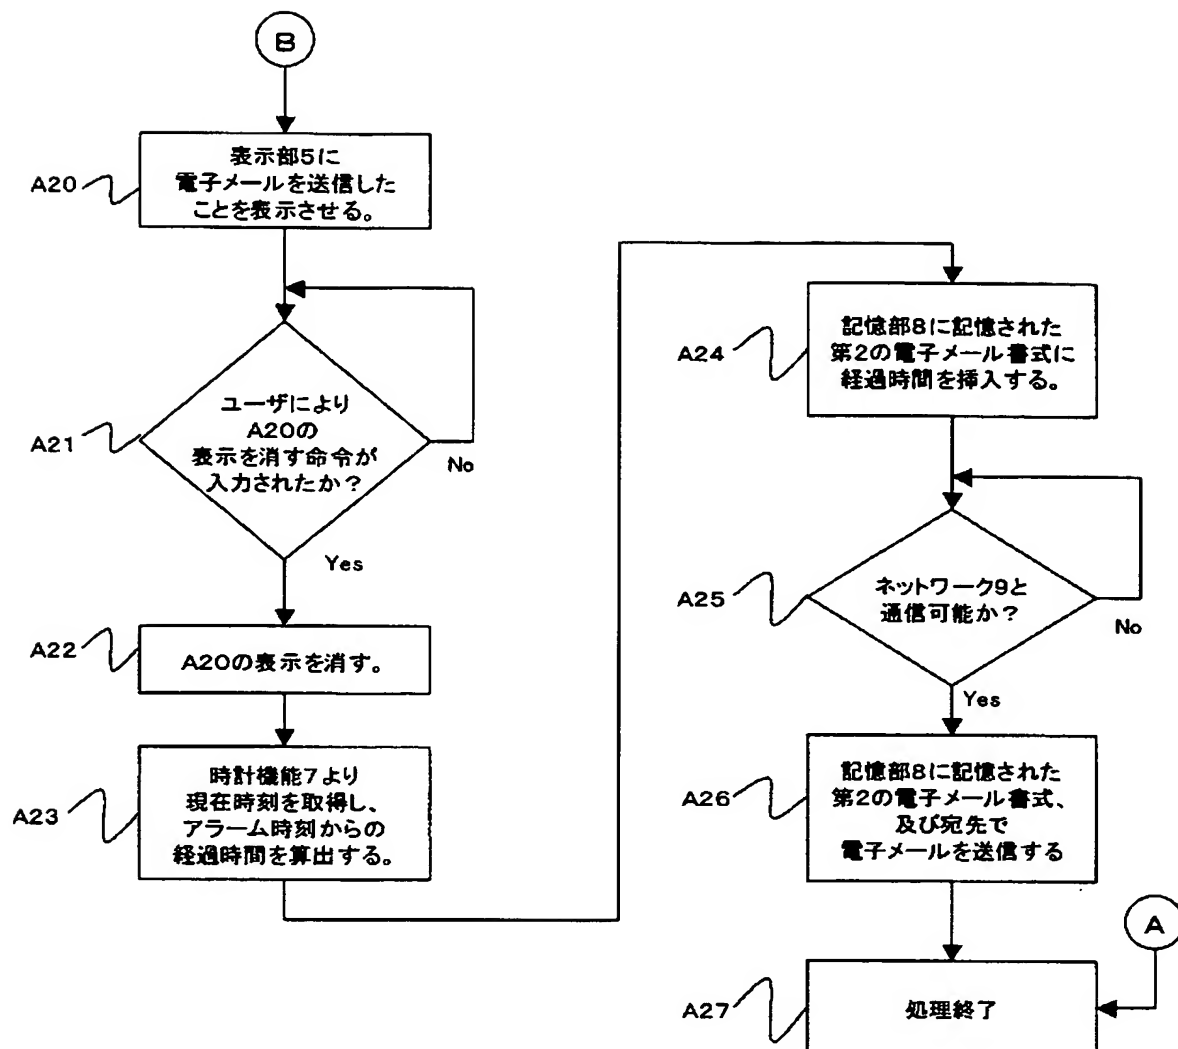 B
A20
表示部5に
電子メールを送信した
ことを表示させる。
A21
ユーザにより
A20の
表示を消す命令が
入力されたか?
No
Yes
A22
A20の表示を消す。
A23
時計機能7より
現在時刻を取得し、
アラーム時刻からの
経過時間を算出する。
A24
記憶部8に記憶された
第2の電子メール書式に
経過時間を挿入する。
A25
ネットワーク9と
通信可能か?
No
Yes
A26
記憶部8に記憶された
第2の電子メール書式、
及び宛先で
電子メールを送信する
A
A27
処理終了